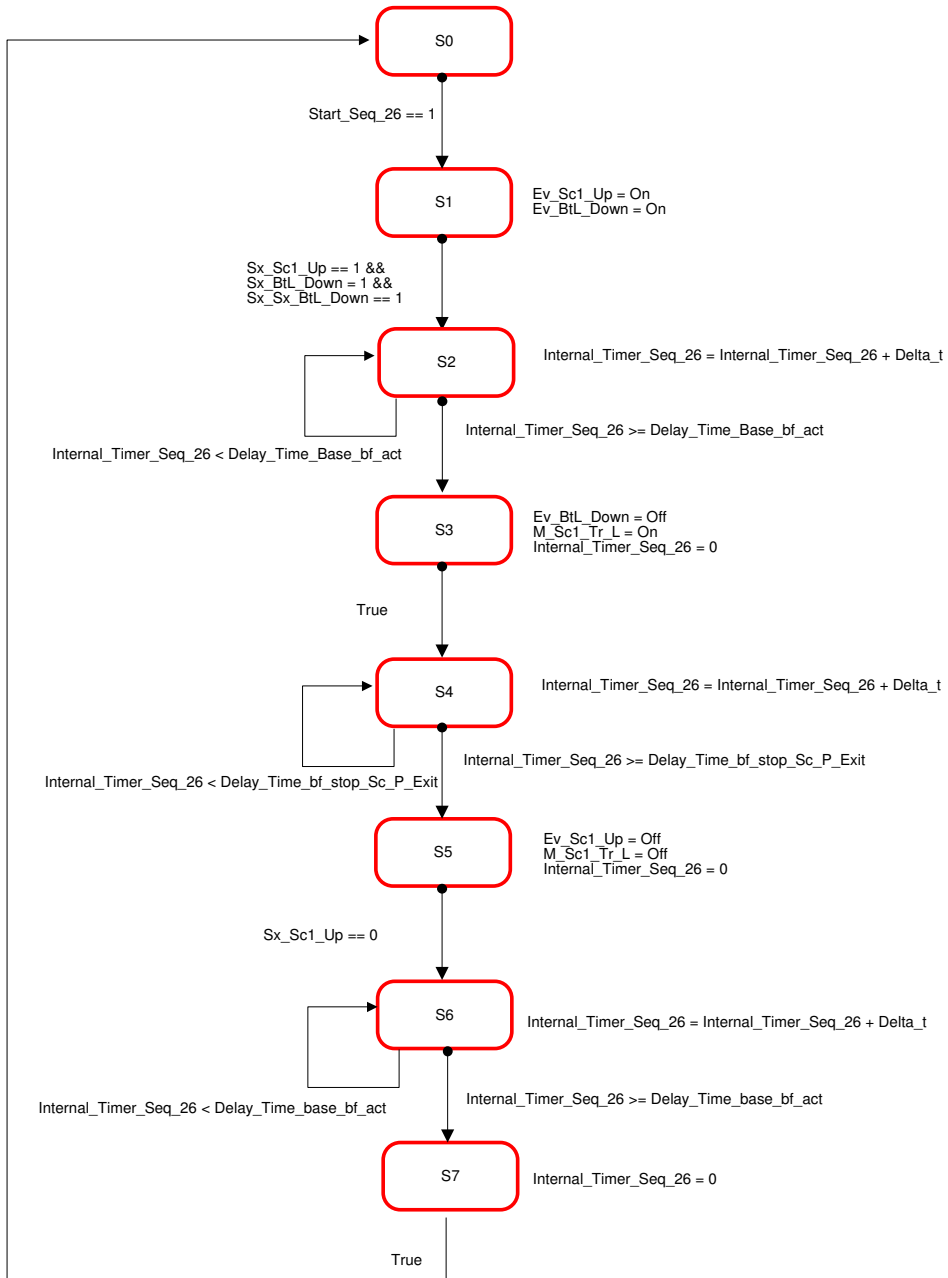 S0
Start_Seq_26 == 1
S1
Ev_Sc1_Up = On
Ev_BtL_Down = On
Sx_Sc1_Up == 1 &&
Sx_BtL_Down = 1 &&
Sx_Sx_BtL_Down == 1
S2
Internal_Timer_Seq_26 = Internal_Timer_Seq_26 + Delta_t
Internal_Timer_Seq_26 >= Delay_Time_Base_bf_act
Internal_Timer_Seq_26 < Delay_Time_Base_bf_act
S3
Ev_BtL_Down = Off
M_Sc1_Tr_L = On
Internal_Timer_Seq_26 = 0
True
S4
Internal_Timer_Seq_26 = Internal_Timer_Seq_26 + Delta_t
Internal_Timer_Seq_26 >= Delay_Time_bf_stop_Sc_P_Exit
Internal_Timer_Seq_26 < Delay_Time_bf_stop_Sc_P_Exit
S5
Ev_Sc1_Up = Off
M_Sc1_Tr_L = Off
Internal_Timer_Seq_26 = 0
Sx_Sc1_Up == 0
S6
Internal_Timer_Seq_26 = Internal_Timer_Seq_26 + Delta_t
Internal_Timer_Seq_26 >= Delay_Time_base_bf_act
Internal_Timer_Seq_26 < Delay_Time_base_bf_act
S7
Internal_Timer_Seq_26 = 0
True